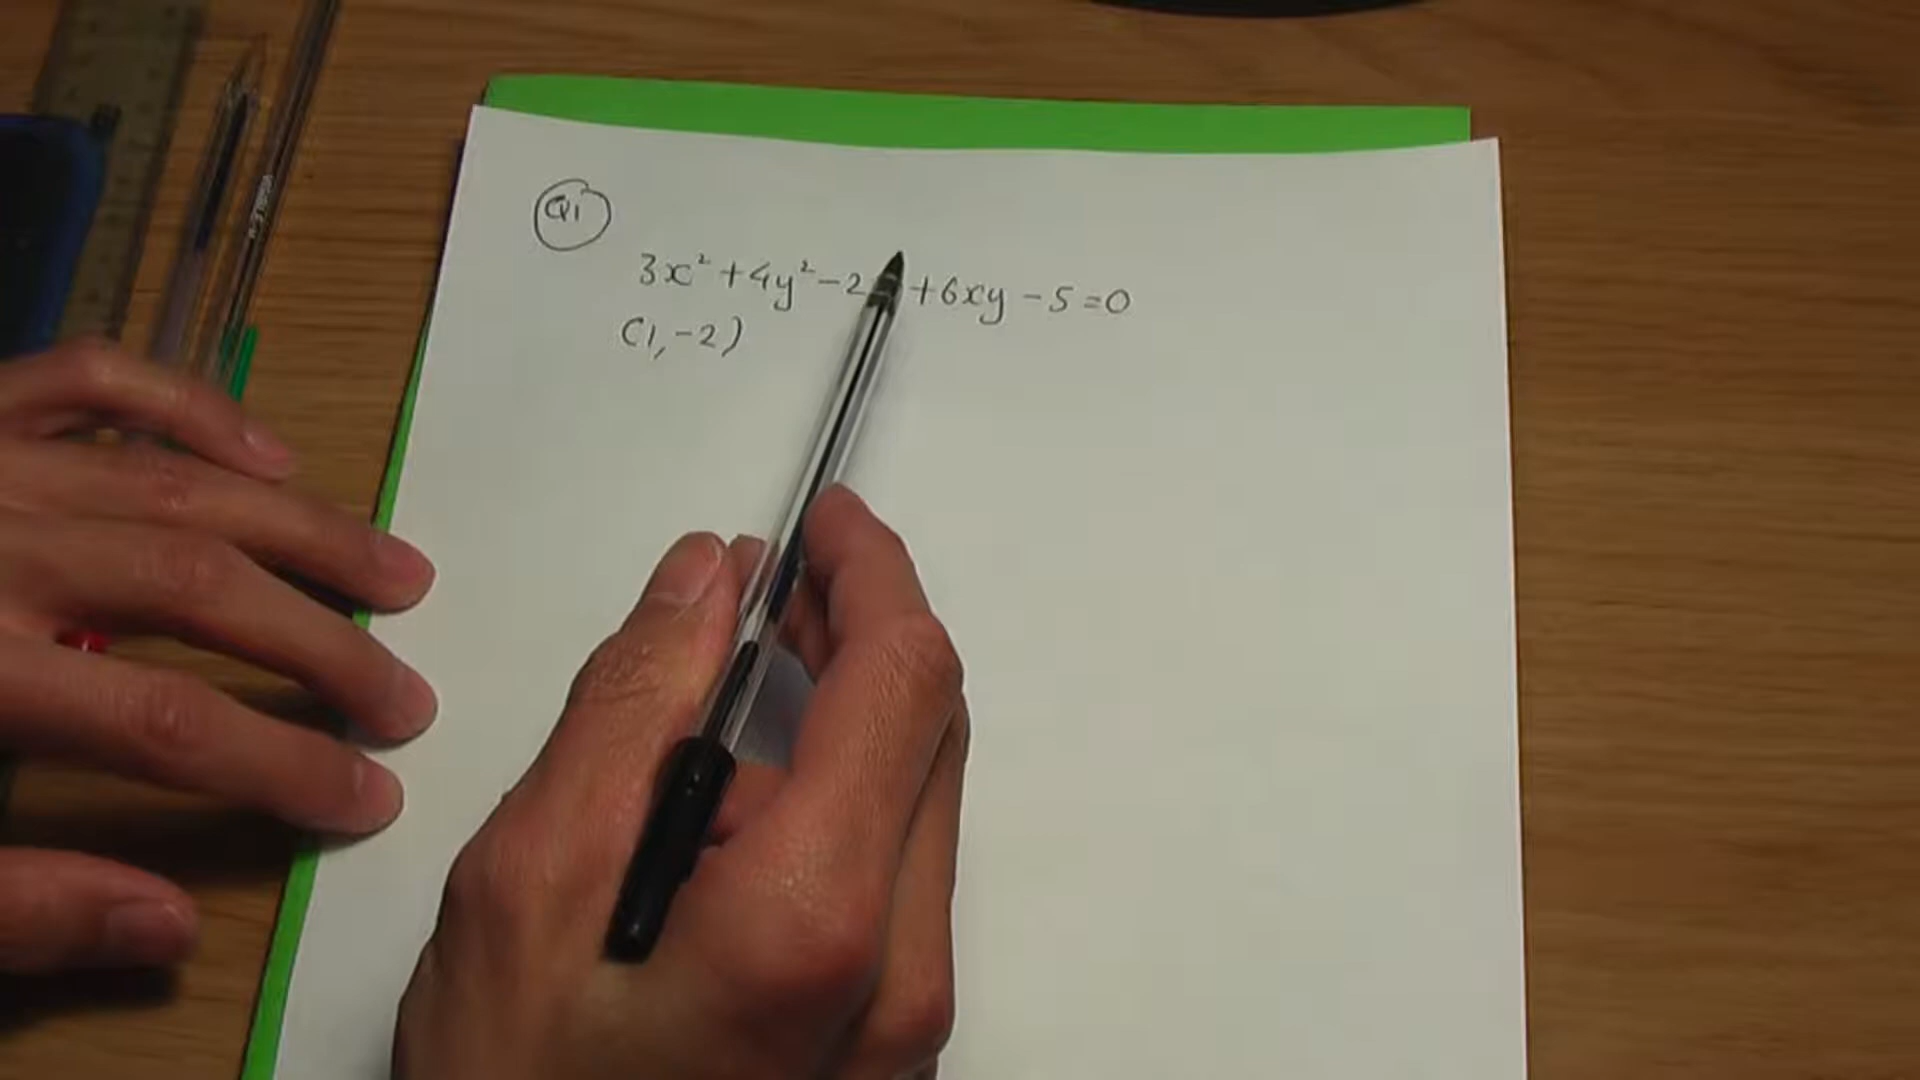 Q1
3x² + 4y² - 2 + 6xy - 5 = 0
(1, -2)